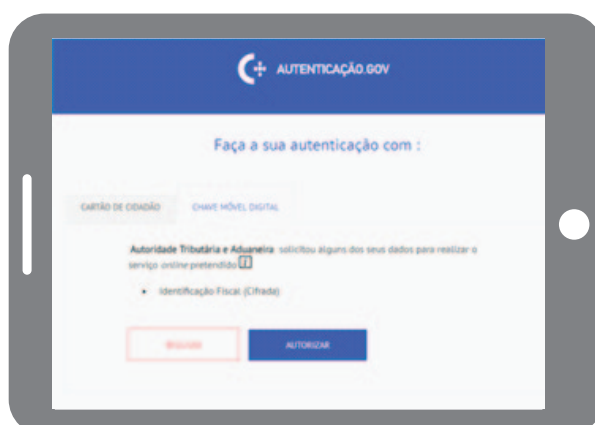 AUTENTICAÇÃO.GOV
Faça a sua autenticação com :
CARTÃO DE CIDADÃO
CHAVE MÓVEL DIGITAL
Autoridade Tributária e Aduaneira solicitou alguns dos seus dados para realizar o
serviço online pretendido i
• Identificação Fiscal (Cifrada)
RECUSAR
AUTORIZAR